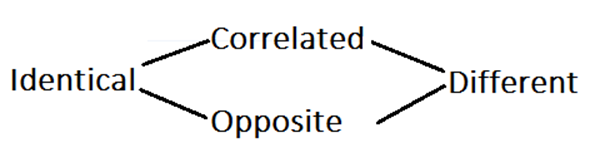 Correlated
Identical
Different
Opposite